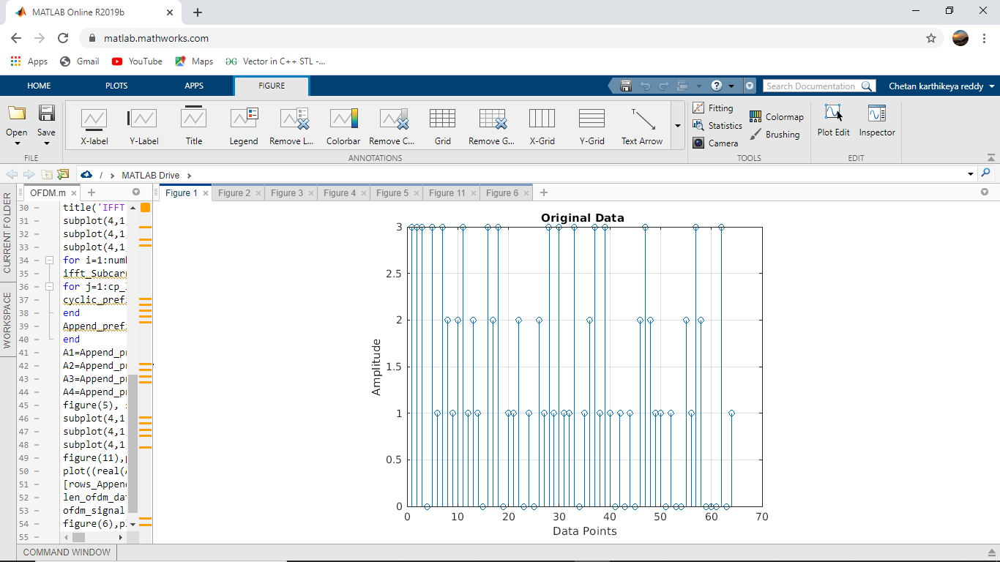 MATLAB Online R2019b
matlab.mathworks.com
Apps Gmail YouTube Maps Vector in C++ STL -...
HOME PLOTS APPS FIGURE Search Documentation Chetan karthikeya reddy
Open Save X-label Y-Label Title Legend Remove L... Colorbar Remove C... Grid Remove G... X-Grid Y-Grid Text Arrow
Fitting Statistics Camera Colormap Brushing Plot Edit Inspector
FILE ANNOTATIONS TOOLS EDIT
/ MATLAB Drive
CURRENT FOLDER
WORKSPACE
OFDM.m
Figure 1 Figure 2 Figure 3 Figure 4 Figure 5 Figure 11 Figure 6
30 title('IFFT
31 subplot(4,1
32 subplot(4,1
33 subplot(4,1
34 for i=1:numb
35 ifft_Subcarr
36 for j=1:cp_
37 cyclic_prefi
38 end
39 Append_prefi
40 end
41 A1=Append_pr
42 A2=Append_pr
43 A3=Append_pr
44 A4=Append_pr
45 figure(5), s
46 subplot(4,1
47 subplot(4,1
48 subplot(4,1
49 figure(11),p
50 plot((real(A
51 [rows_Append
52 len_ofdm_dat
53 ofdm_signal
54 figure(6),pl
55
Original Data
3
2.5
2
1.5
1
0.5
0
Amplitude
0 10 20 30 40 50 60 70
Data Points
COMMAND WINDOW